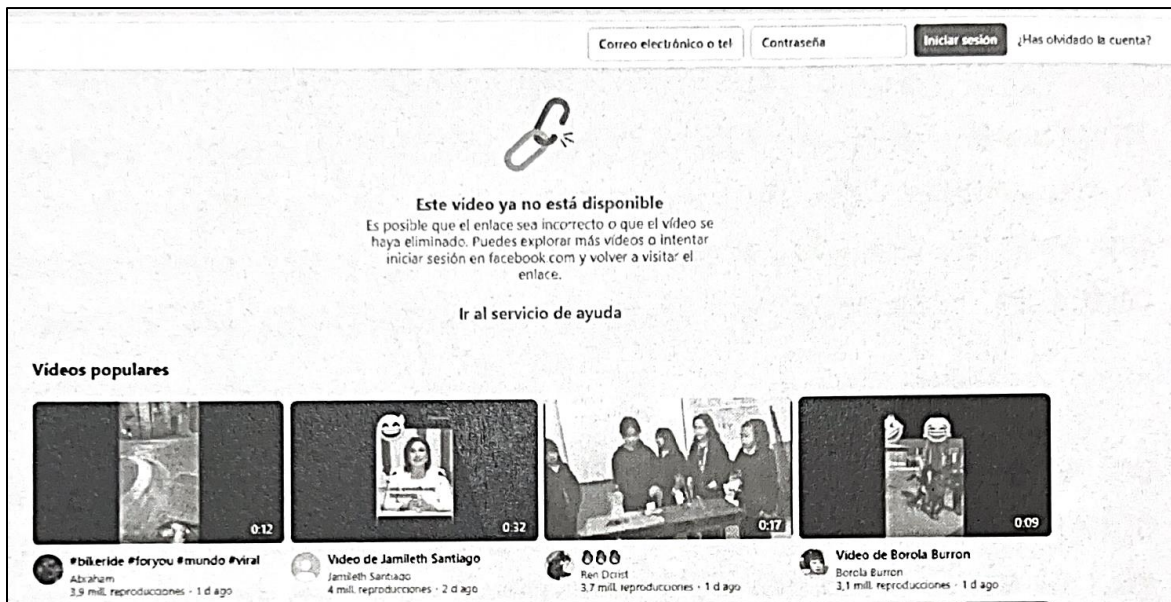 Correo electrónico o tel
Contraseña
Iniciar sesión
¿Has olvidado la cuenta?
Este video ya no está disponible
Es posible que el enlace sea incorrecto o que el vídeo se
haya eliminado. Puedes explorar más vídeos o intentar
iniciar sesión en facebook.com y volver a visitar el
enlace.
Ir al servicio de ayuda
Vídeos populares
0:12
0:32
0:17
0:09
#bikeride #foryou #mundo #viral
Abraham
3,9 mill. reproducciones · 1 d ago
Video de Jamileth Santiago
Jamileth Santiago
4 mill. reproducciones · 2 d ago
Ren
3,7 mill. reproducciones · 1 d ago
Video de Borola Burron
Borola Burron
3,1 mill. reproducciones · 1 d ago